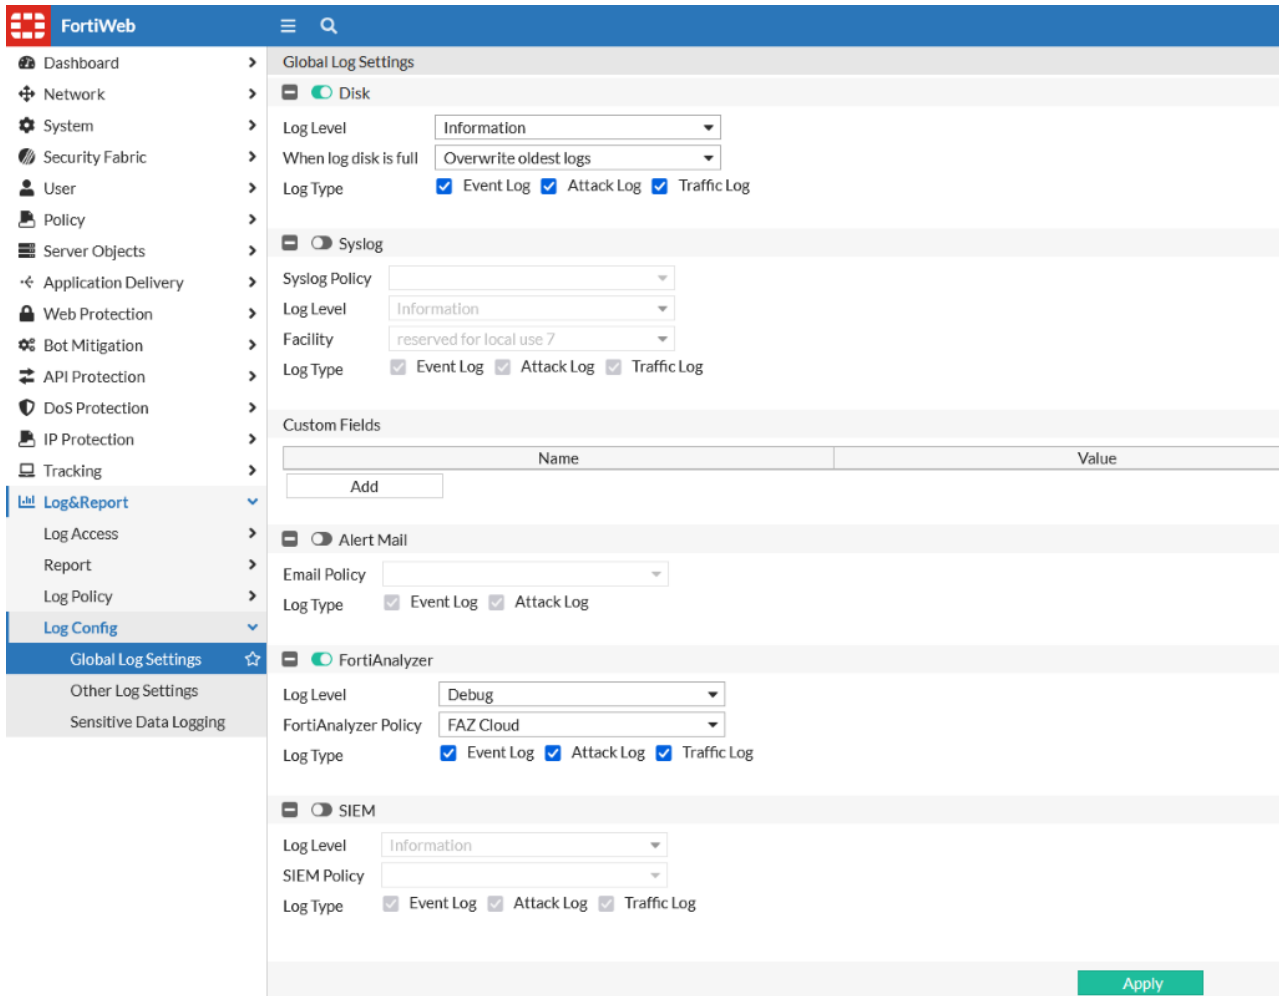 FortiWeb
Dashboard
Network
System
Security Fabric
User
Policy
Server Objects
Application Delivery
Web Protection
Bot Mitigation
API Protection
DoS Protection
IP Protection
Tracking
Log&Report
Log Access
Report
Log Policy
Log Config
Global Log Settings
Other Log Settings
Sensitive Data Logging
Global Log Settings
Disk
Log Level Information
When log disk is full Overwrite oldest logs
Log Type Event Log Attack Log Traffic Log
Syslog
Syslog Policy
Log Level Information
Facility reserved for local use 7
Log Type Event Log Attack Log Traffic Log
Custom Fields
Name Value
Add
Alert Mail
Email Policy
Log Type Event Log Attack Log
FortiAnalyzer
Log Level Debug
FortiAnalyzer Policy FAZ Cloud
Log Type Event Log Attack Log Traffic Log
SIEM
Log Level Information
SIEM Policy
Log Type Event Log Attack Log Traffic Log
Apply